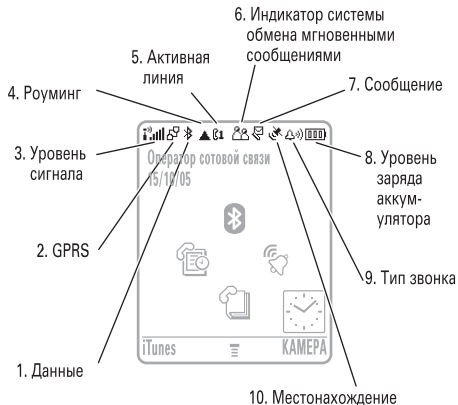 6. Индикатор системы
обмена мгновенными
сообщениями
5. Активная
линия
7. Сообщение
4. Роуминг
3. Уровень
сигнала
8. Уровень
заряда
аккум-
улятора
Оператор сотовой связи
15/10/05
2. GPRS
9. Тип звонка
iTunes
КАМЕРА
1. Данные
10. Местонахождение